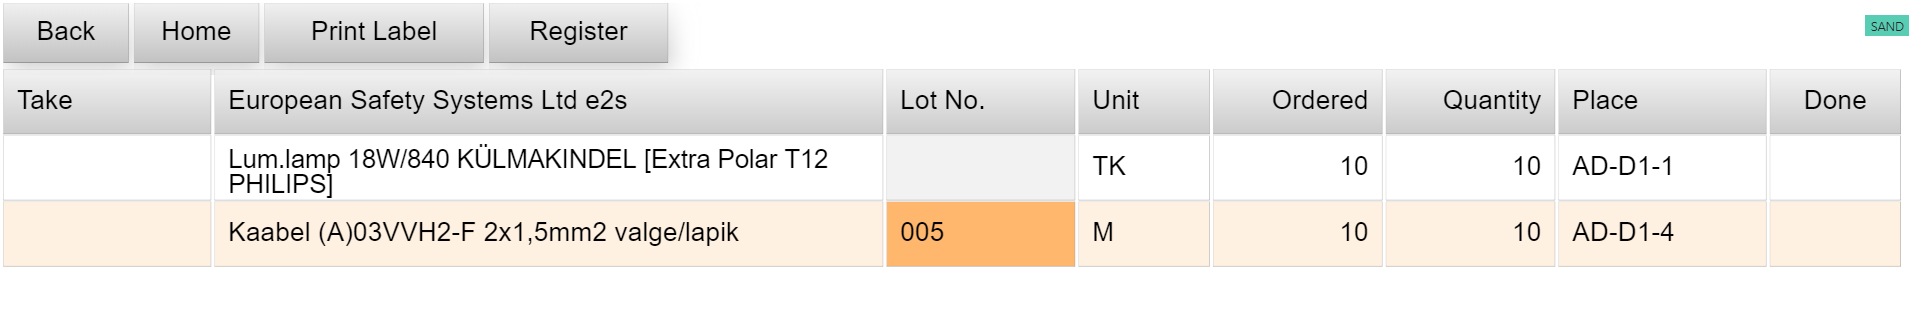 Back Home Print Label Register SAND
Take European Safety Systems Ltd e2s Lot No. Unit Ordered Quantity Place Done
Lum.lamp 18W/840 KÜLMAKINDEL [Extra Polar T12
PHILIPS] TK 10 10 AD-D1-1
Kaabel (A)03VVH2-F 2x1,5mm2 valge/lapik 005 M 10 10 AD-D1-4